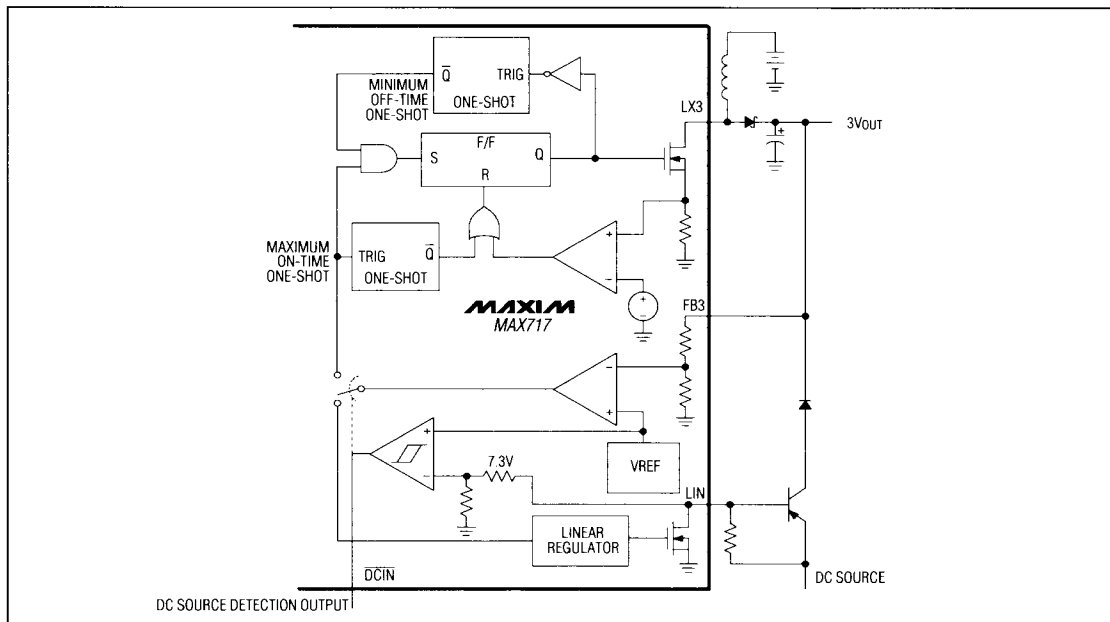 Q̅
TRIG
ONE-SHOT
MINIMUM
OFF-TIME
ONE-SHOT
LX3
3VOUT
+
F/F
S
Q
R
MAXIMUM
ON-TIME
ONE-SHOT
TRIG
Q̅
ONE-SHOT
+
−
+
−
MAXIM
MAX717
FB3
−
+
+
−
7.3V
VREF
LIN
LINEAR
REGULATOR
D̅C̅I̅N̅
DC SOURCE
DC SOURCE DETECTION OUTPUT